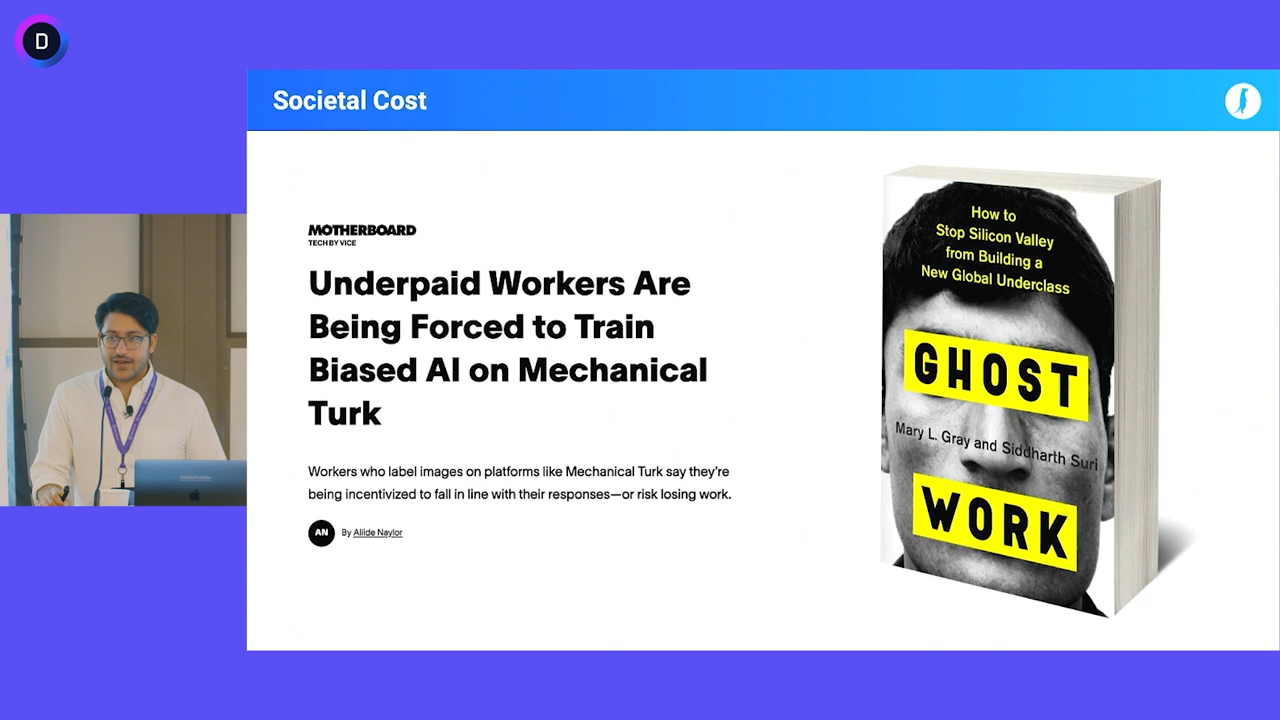 D
Societal Cost
MOTHERBOARD
TECH BY VICE
Underpaid Workers Are
Being Forced to Train
Biased AI on Mechanical
Turk
Workers who label images on platforms like Mechanical Turk say they're
being incentivized to fall in line with their responses—or risk losing work.
AN
By Aliide Naylor
How to
Stop Silicon Valley
from Building a
New Global Underclass
GHOST
Mary L. Gray and Siddharth Suri
WORK